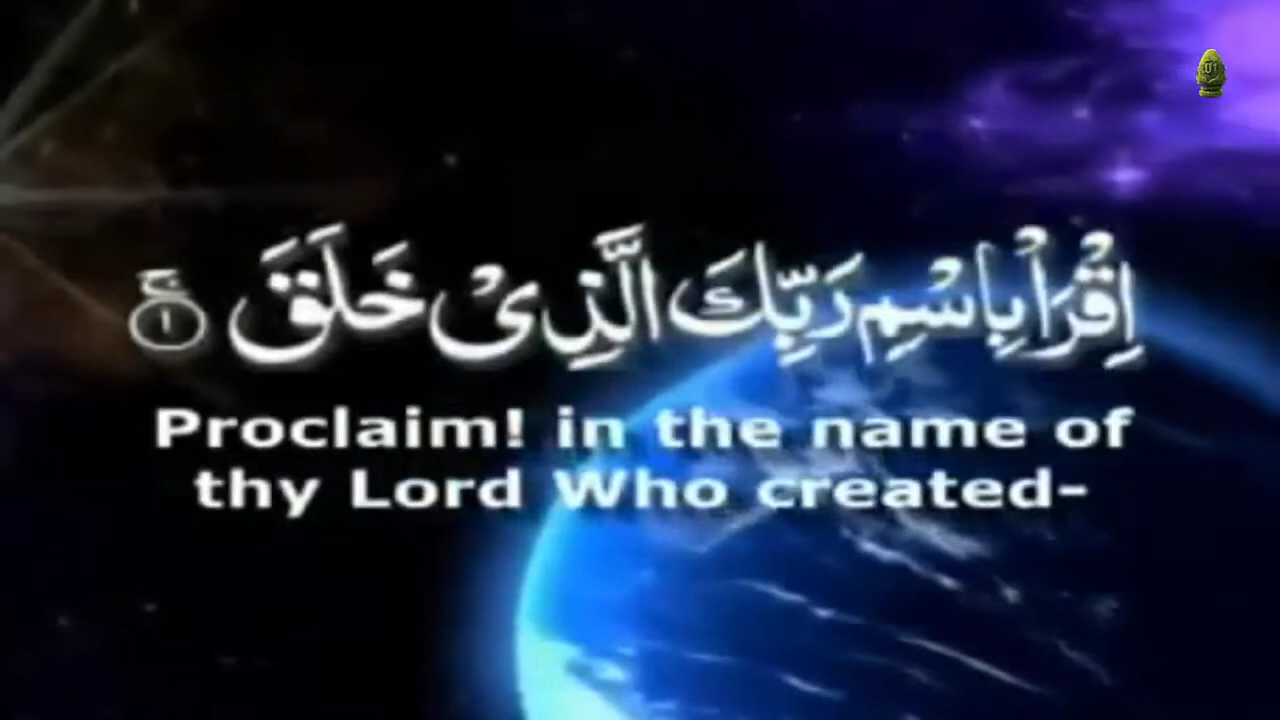 اِقْرَاْ بِاسْمِ رَبِّكَ الَّذِىْ خَلَقَ ۚ ١
Proclaim! in the name of
thy Lord Who created-